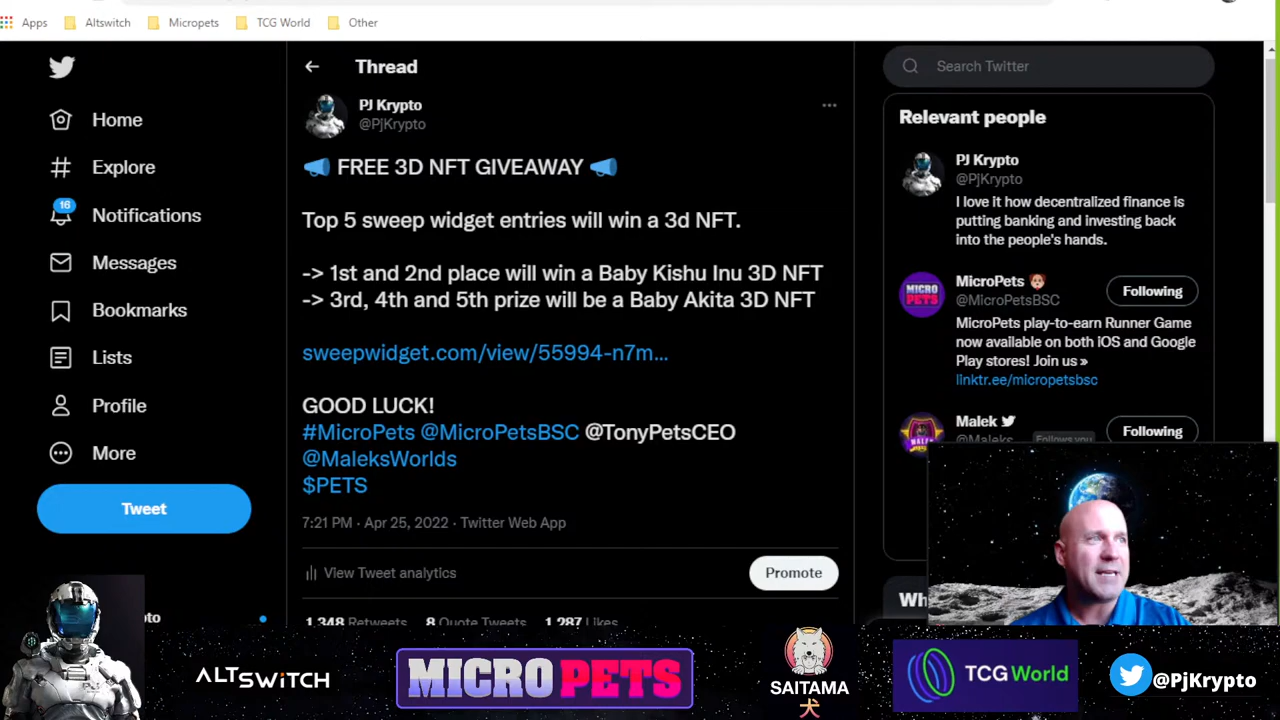 Apps
Altswitch
Micropets
TCG World
Other
Home
Explore
16
Notifications
Messages
Bookmarks
Lists
Profile
More
Tweet
Thread
PJ Krypto
@PjKrypto
FREE 3D NFT GIVEAWAY
Top 5 sweep widget entries will win a 3d NFT.
-> 1st and 2nd place will win a Baby Kishu Inu 3D NFT
-> 3rd, 4th and 5th prize will be a Baby Akita 3D NFT
sweepwidget.com/view/55994-n7m...
GOOD LUCK!
#MicroPets @MicroPetsBSC @TonyPetsCEO
@MaleksWorlds
$PETS
7:21 PM · Apr 25, 2022 · Twitter Web App
View Tweet analytics
Promote
1,348 Retweets 8 Quote Tweets 1,287 Likes
Search Twitter
Relevant people
PJ Krypto
@PjKrypto
I love it how decentralized finance is
putting banking and investing back
into the people's hands.
MicroPets
@MicroPetsBSC
Following
MicroPets play-to-earn Runner Game
now available on both iOS and Google
Play stores! Join us »
linktr.ee/micropetsbsc
Malek
Follows you
Following
ALTSWITCH
MICRO PETS
SAITAMA
犬
TCG World
@PjKrypto